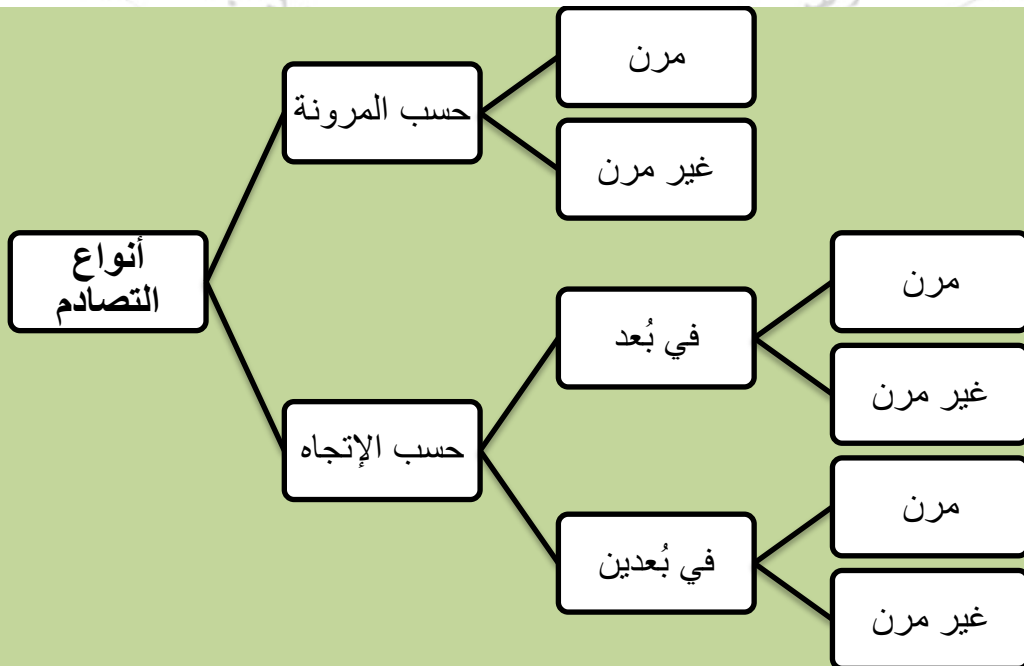 أنواع
التصادم
حسب المرونة
مرن
غير مرن
حسب الإتجاه
في بُعد
مرن
غير مرن
في بُعدين
مرن
غير مرن